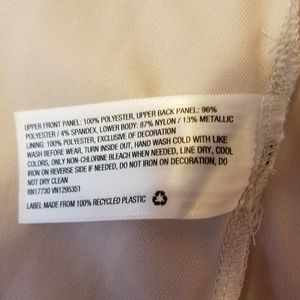 UPPER FRONT PANEL: 100% POLYESTER, UPPER BACK PANEL: 96%
POLYESTER / 4% SPANDEX, LOWER BODY: 87% NYLON / 13% METALLIC
LINING: 100% POLYESTER, EXCLUSIVE OF DECORATION
WASH BEFORE WEAR, TURN INSIDE OUT, HAND WASH COLD WITH LIKE
COLORS, ONLY NON-CHLORINE BLEACH WHEN NEEDED, LINE DRY, COOL
IRON ON REVERSE SIDE IF NEEDED, DO NOT IRON ON DECORATION, DO
NOT DRY CLEAN
RN17730 VN1295351
LABEL MADE FROM 100% RECYCLED PLASTIC